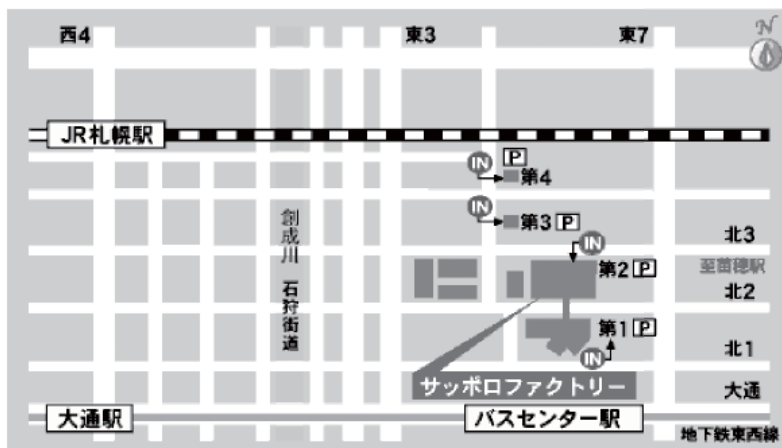 西4
東3
東7
N
JR札幌駅
P
IN
第4
IN
第3 P
IN
北3
創成川
石狩街道
第2 P
至苗穂駅
北2
第1 P
北1
IN
サッポロファクトリー
大通
大通駅
バスセンター駅
地下鉄東西線